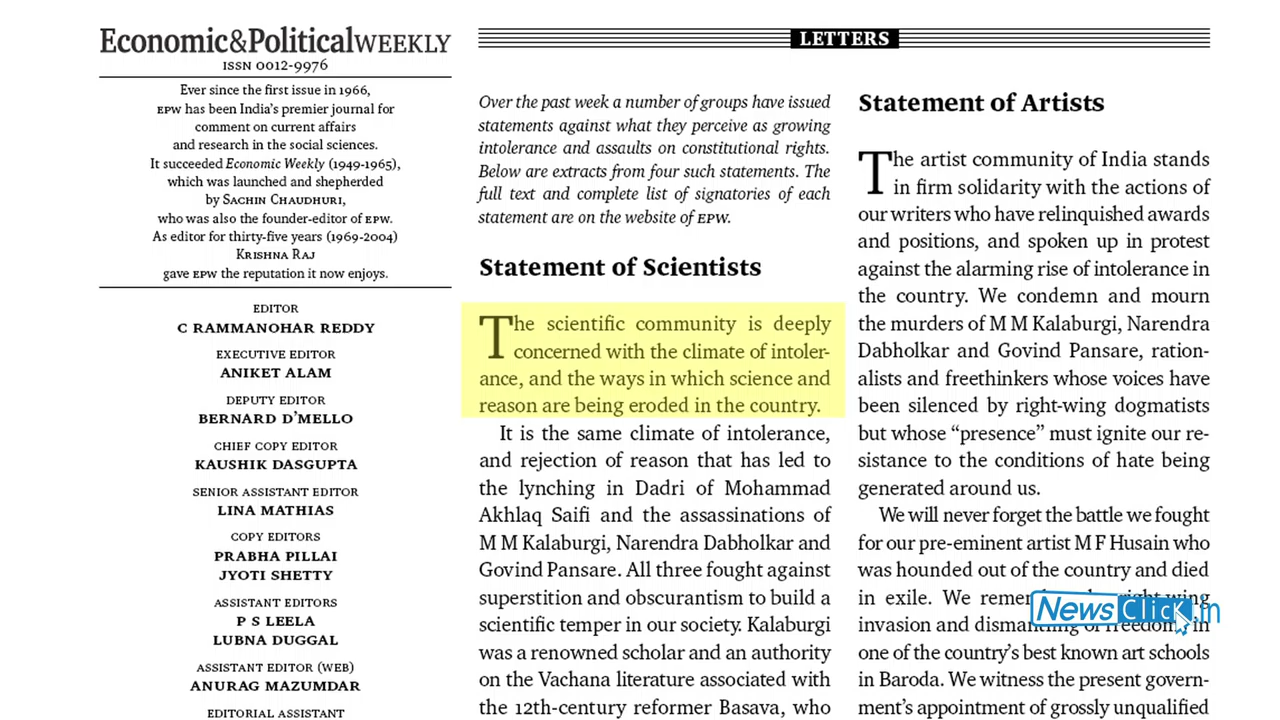 Economic&PoliticalWEEKLY
ISSN 0012-9976
Ever since the first issue in 1966,
EPW has been India's premier journal for
comment on current affairs
and research in the social sciences.
It succeeded Economic Weekly (1949-1965),
which was launched and shepherded
by SACHIN CHAUDHURI,
who was also the founder-editor of EPW.
As editor for thirty-five years (1969-2004)
KRISHNA RAJ
gave EPW the reputation it now enjoys.
EDITOR
C RAMMANOHAR REDDY
EXECUTIVE EDITOR
ANIKET ALAM
DEPUTY EDITOR
BERNARD D'MELLO
CHIEF COPY EDITOR
KAUSHIK DASGUPTA
SENIOR ASSISTANT EDITOR
LINA MATHIAS
COPY EDITORS
PRABHA PILLAI
JYOTI SHETTY
ASSISTANT EDITORS
P S LEELA
LUBNA DUGGAL
ASSISTANT EDITOR (WEB)
ANURAG MAZUMDAR
EDITORIAL ASSISTANT
LETTERS
Over the past week a number of groups have issued
statements against what they perceive as growing
intolerance and assaults on constitutional rights.
Below are extracts from four such statements. The
full text and complete list of signatories of each
statement are on the website of EPW.
Statement of Scientists
The scientific community is deeply
concerned with the climate of intoler-
ance, and the ways in which science and
reason are being eroded in the country.
It is the same climate of intolerance,
and rejection of reason that has led to
the lynching in Dadri of Mohammad
Akhlaq Saifi and the assassinations of
M M Kalaburgi, Narendra Dabholkar and
Govind Pansare. All three fought against
superstition and obscurantism to build a
scientific temper in our society. Kalaburgi
was a renowned scholar and an authority
on the Vachana literature associated with
the 12th-century reformer Basava, who
Statement of Artists
The artist community of India stands
in firm solidarity with the actions of
our writers who have relinquished awards
and positions, and spoken up in protest
against the alarming rise of intolerance in
the country. We condemn and mourn
the murders of M M Kalaburgi, Narendra
Dabholkar and Govind Pansare, ration-
alists and freethinkers whose voices have
been silenced by right-wing dogmatists
but whose “presence” must ignite our re-
sistance to the conditions of hate being
generated around us.
We will never forget the battle we fought
for our pre-eminent artist M F Husain who
was hounded out of the country and died
in exile. We remember the right-wing
invasion and dismantling of freedoms in
one of the country's best known art schools
in Baroda. We witness the present govern-
ment's appointment of grossly unqualified
NewsClick.in